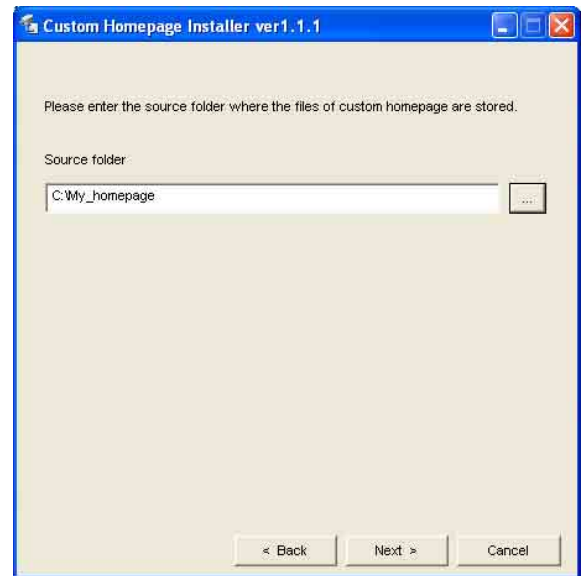 Custom Homepage Installer ver1.1.1
Please enter the source folder where the files of custom homepage are stored.
Source folder
C:\My_homepage
...
< Back
Next >
Cancel